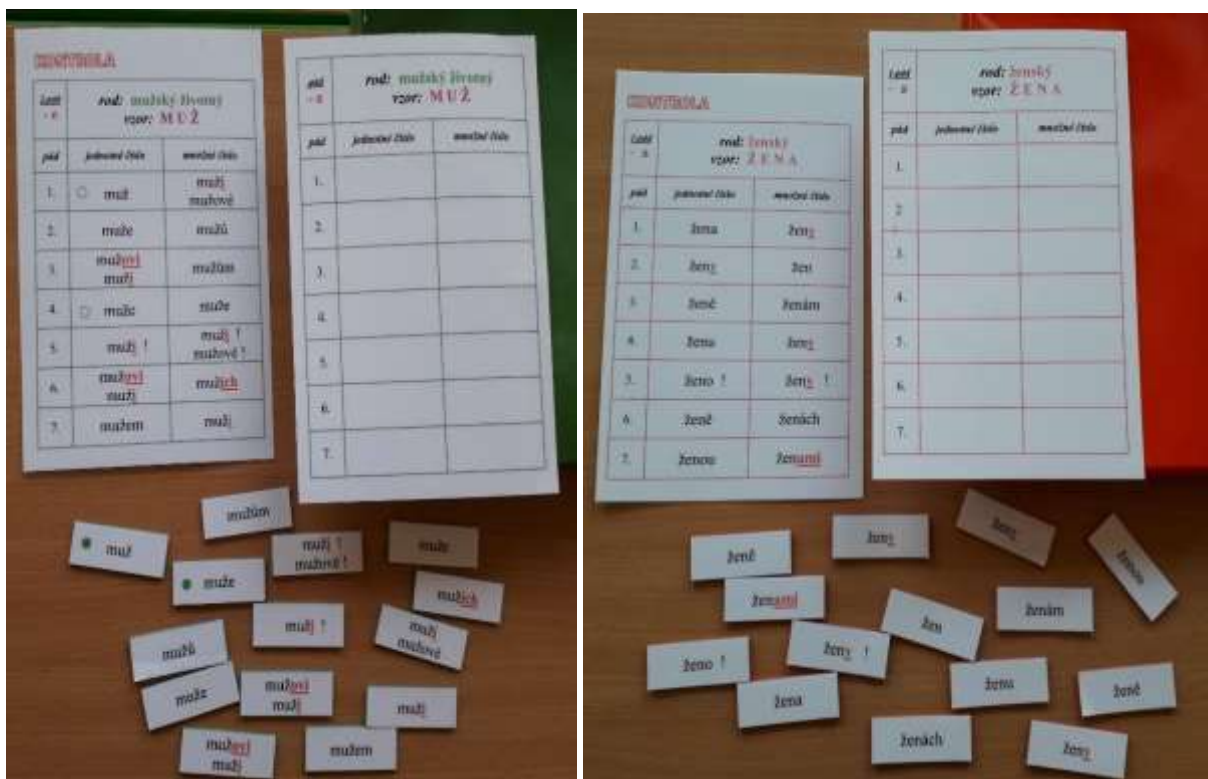 KONTROLA
rod: mužský životný
vzor: MUŽ
pád jednotné číslo množné číslo
1. muž muži
mužové
2. muže mužů
3. mužovi mužům
muži
4. muže muže
5. muži ! muži !
mužové !
6. mužovi mužích
muži
7. mužem muži
rod: mužský životný
vzor: MUŽ
pád jednotné číslo množné číslo
1.
2.
3.
4.
5.
6.
7.
mužům
muž
muži !
mužové !
muže
muže
mužích
muži !
muži
mužové
mužů
muže
mužovi
muži
muži
mužovi
muži
mužem
KONTROLA
rod: ženský
vzor: ŽENA
pád jednotné číslo množné číslo
1. žena ženy
2. ženy žen
3. ženě ženám
4. ženu ženy
5. ženo ! ženy !
6. ženě ženách
7. ženou ženami
rod: ženský
vzor: ŽENA
pád jednotné číslo množné číslo
1.
2.
3.
4.
5.
6.
7.
ženě
ženy
ženy
ženou
ženami
žen
ženám
ženo !
ženy !
žena
ženu
ženě
ženách
ženy